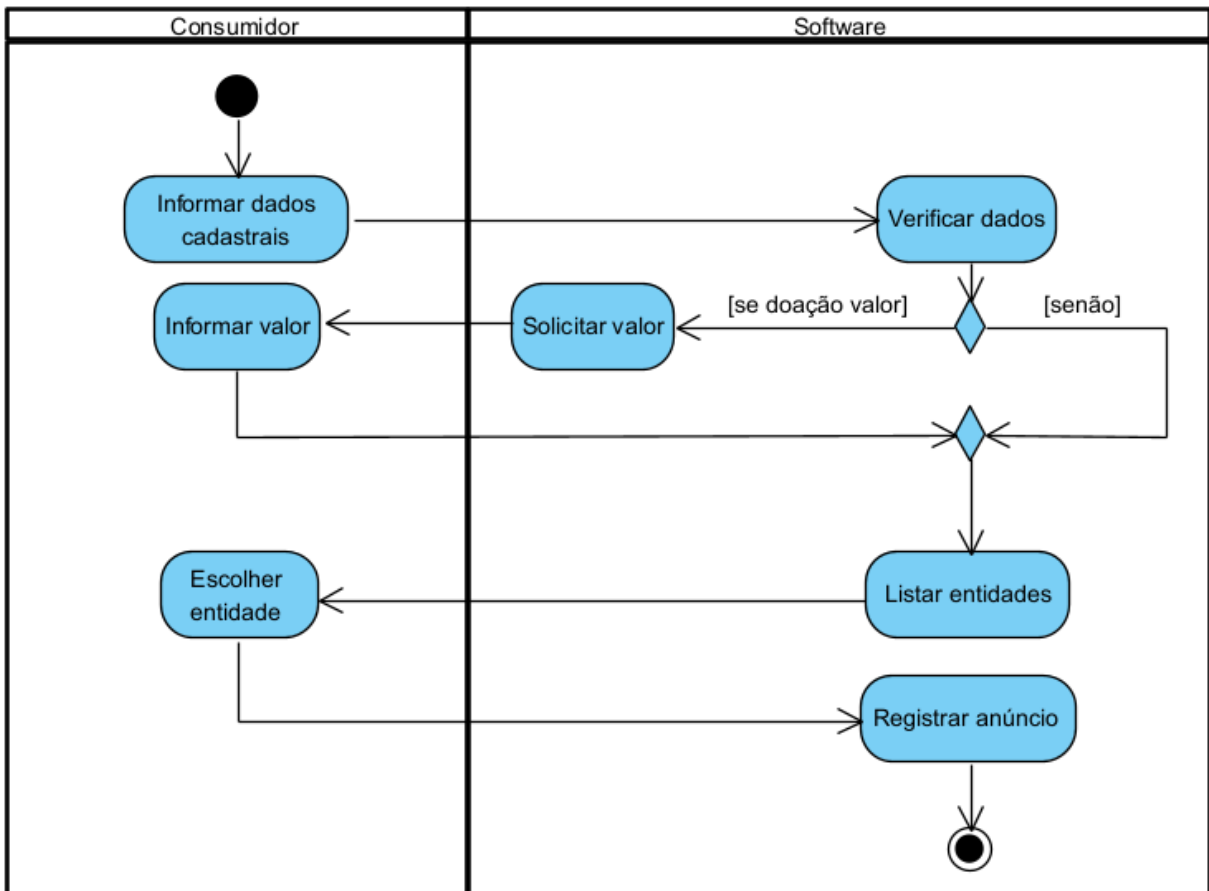 Consumidor
Software
Informar dados
cadastrais
Verificar dados
[se doação valor]
[senão]
Informar valor
Solicitar valor
Escolher
entidade
Listar entidades
Registrar anúncio